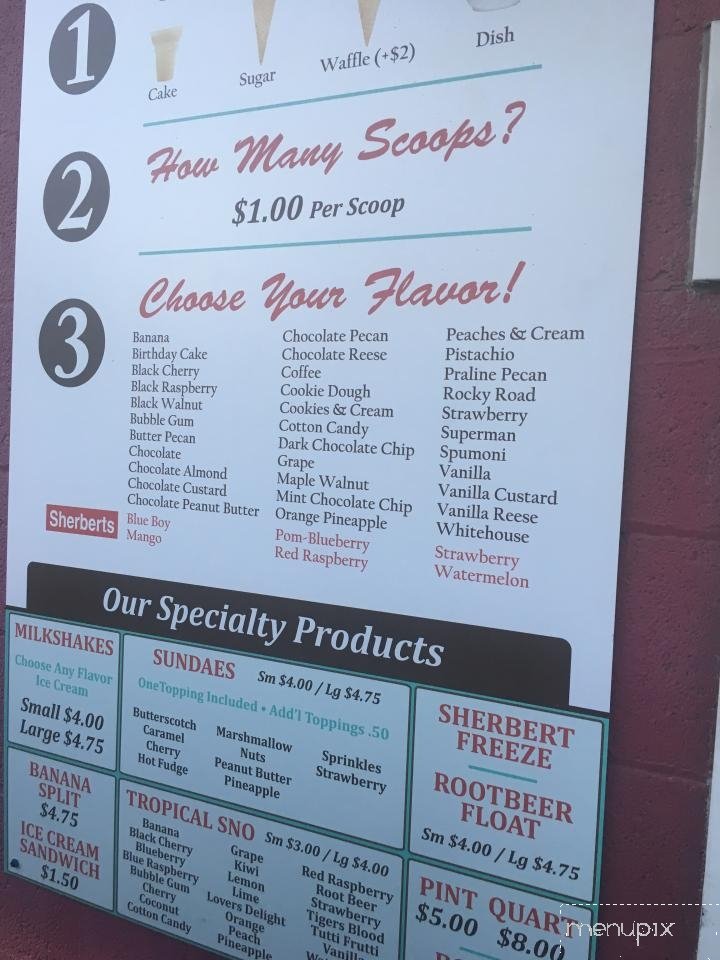 1
Cake
Sugar
Waffle (+$2)
Dish
2
How Many Scoops?
$1.00 Per Scoop
3
Choose Your Flavor!
Banana
Birthday Cake
Black Cherry
Black Raspberry
Black Walnut
Bubble Gum
Butter Pecan
Chocolate
Chocolate Almond
Chocolate Custard
Chocolate Peanut Butter
Chocolate Pecan
Chocolate Reese
Coffee
Cookie Dough
Cookies & Cream
Cotton Candy
Dark Chocolate Chip
Grape
Maple Walnut
Mint Chocolate Chip
Orange Pineapple
Peaches & Cream
Pistachio
Praline Pecan
Rocky Road
Strawberry
Superman
Spumoni
Vanilla
Vanilla Custard
Vanilla Reese
Whitehouse
Sherberts
Blue Boy
Mango
Pom-Blueberry
Red Raspberry
Strawberry
Watermelon
Our Specialty Products
MILKSHAKES
Choose Any Flavor
Ice Cream
Small $4.00
Large $4.75
SUNDAES Sm $4.00 / Lg $4.75
One Topping Included • Add'l Toppings .50
Butterscotch
Caramel
Cherry
Hot Fudge
Marshmallow
Nuts
Peanut Butter
Pineapple
Sprinkles
Strawberry
SHERBERT
FREEZE
ROOTBEER
FLOAT
Sm $4.00 / Lg $4.75
BANANA
SPLIT
$4.75
ICE CREAM
SANDWICH
$1.50
TROPICAL SNO Sm $3.00 / Lg $4.00
Banana
Black Cherry
Blueberry
Blue Raspberry
Bubble Gum
Cherry
Coconut
Cotton Candy
Grape
Kiwi
Lemon
Lime
Lovers Delight
Orange
Peach
Pineapple
Red Raspberry
Root Beer
Strawberry
Tigers Blood
Tutti Frutti
Vanilla
PINT QUART
$5.00 $8.00
menupix